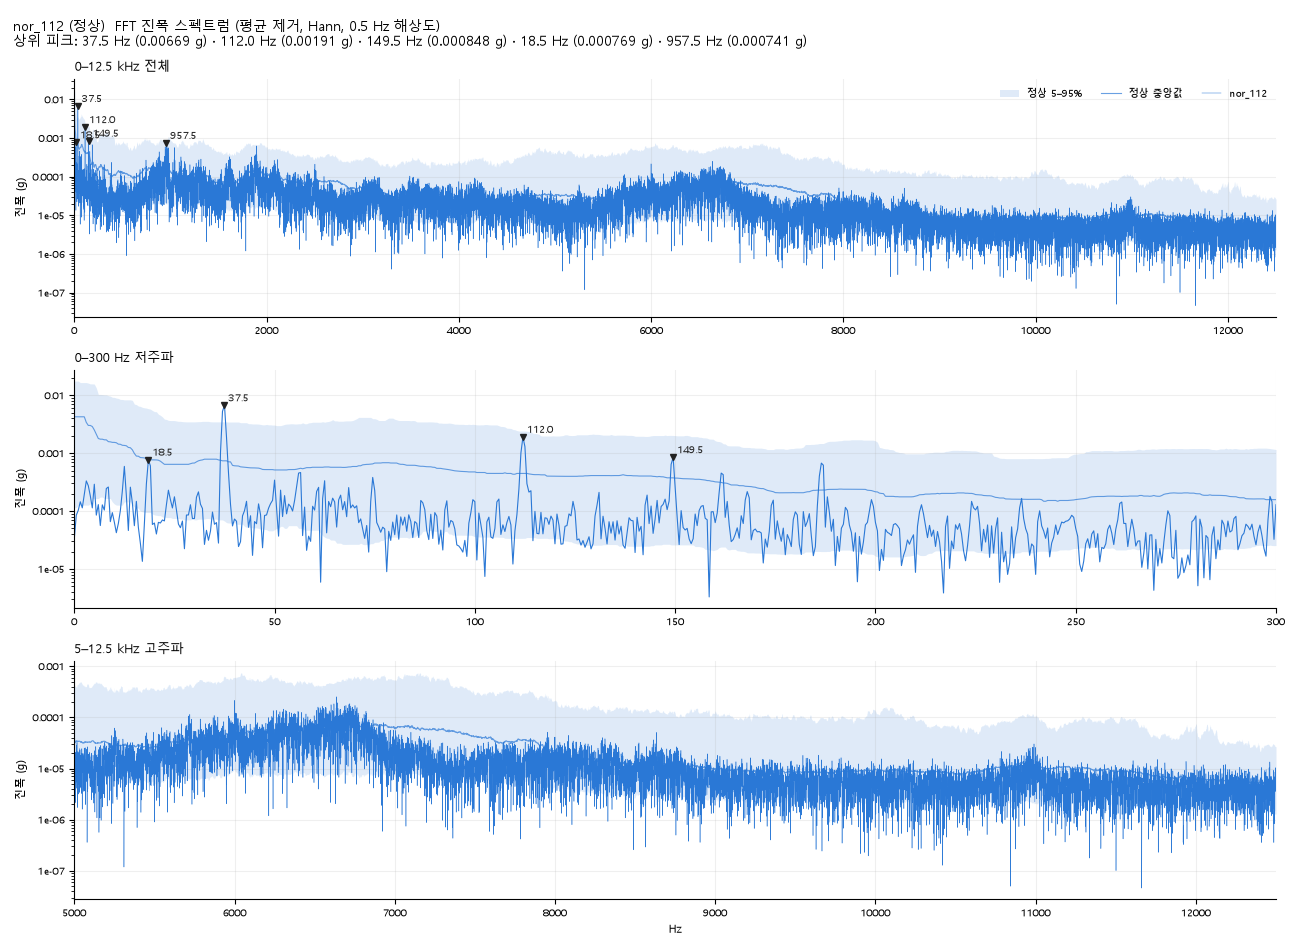 nor_112 (정상) FFT 진폭 스펙트럼 (평균 제거, Hann, 0.5 Hz 해상도)
상위 피크: 37.5 Hz (0.00669 g) · 112.0 Hz (0.00191 g) · 149.5 Hz (0.000848 g) · 18.5 Hz (0.000769 g) · 957.5 Hz (0.000741 g)
0–12.5 kHz 전체
정상 5–95% 정상 중앙값 nor_112
0.01
0.001
0.0001
1e-05
1e-06
1e-07
진폭 (g)
37.5
112.0
18.5
149.5
957.5
0 2000 4000 6000 8000 10000 12000
0–300 Hz 저주파
0.01
0.001
0.0001
1e-05
진폭 (g)
37.5
112.0
18.5
149.5
0 50 100 150 200 250 300
5–12.5 kHz 고주파
0.001
0.0001
1e-05
1e-06
1e-07
진폭 (g)
5000 6000 7000 8000 9000 10000 11000 12000
Hz